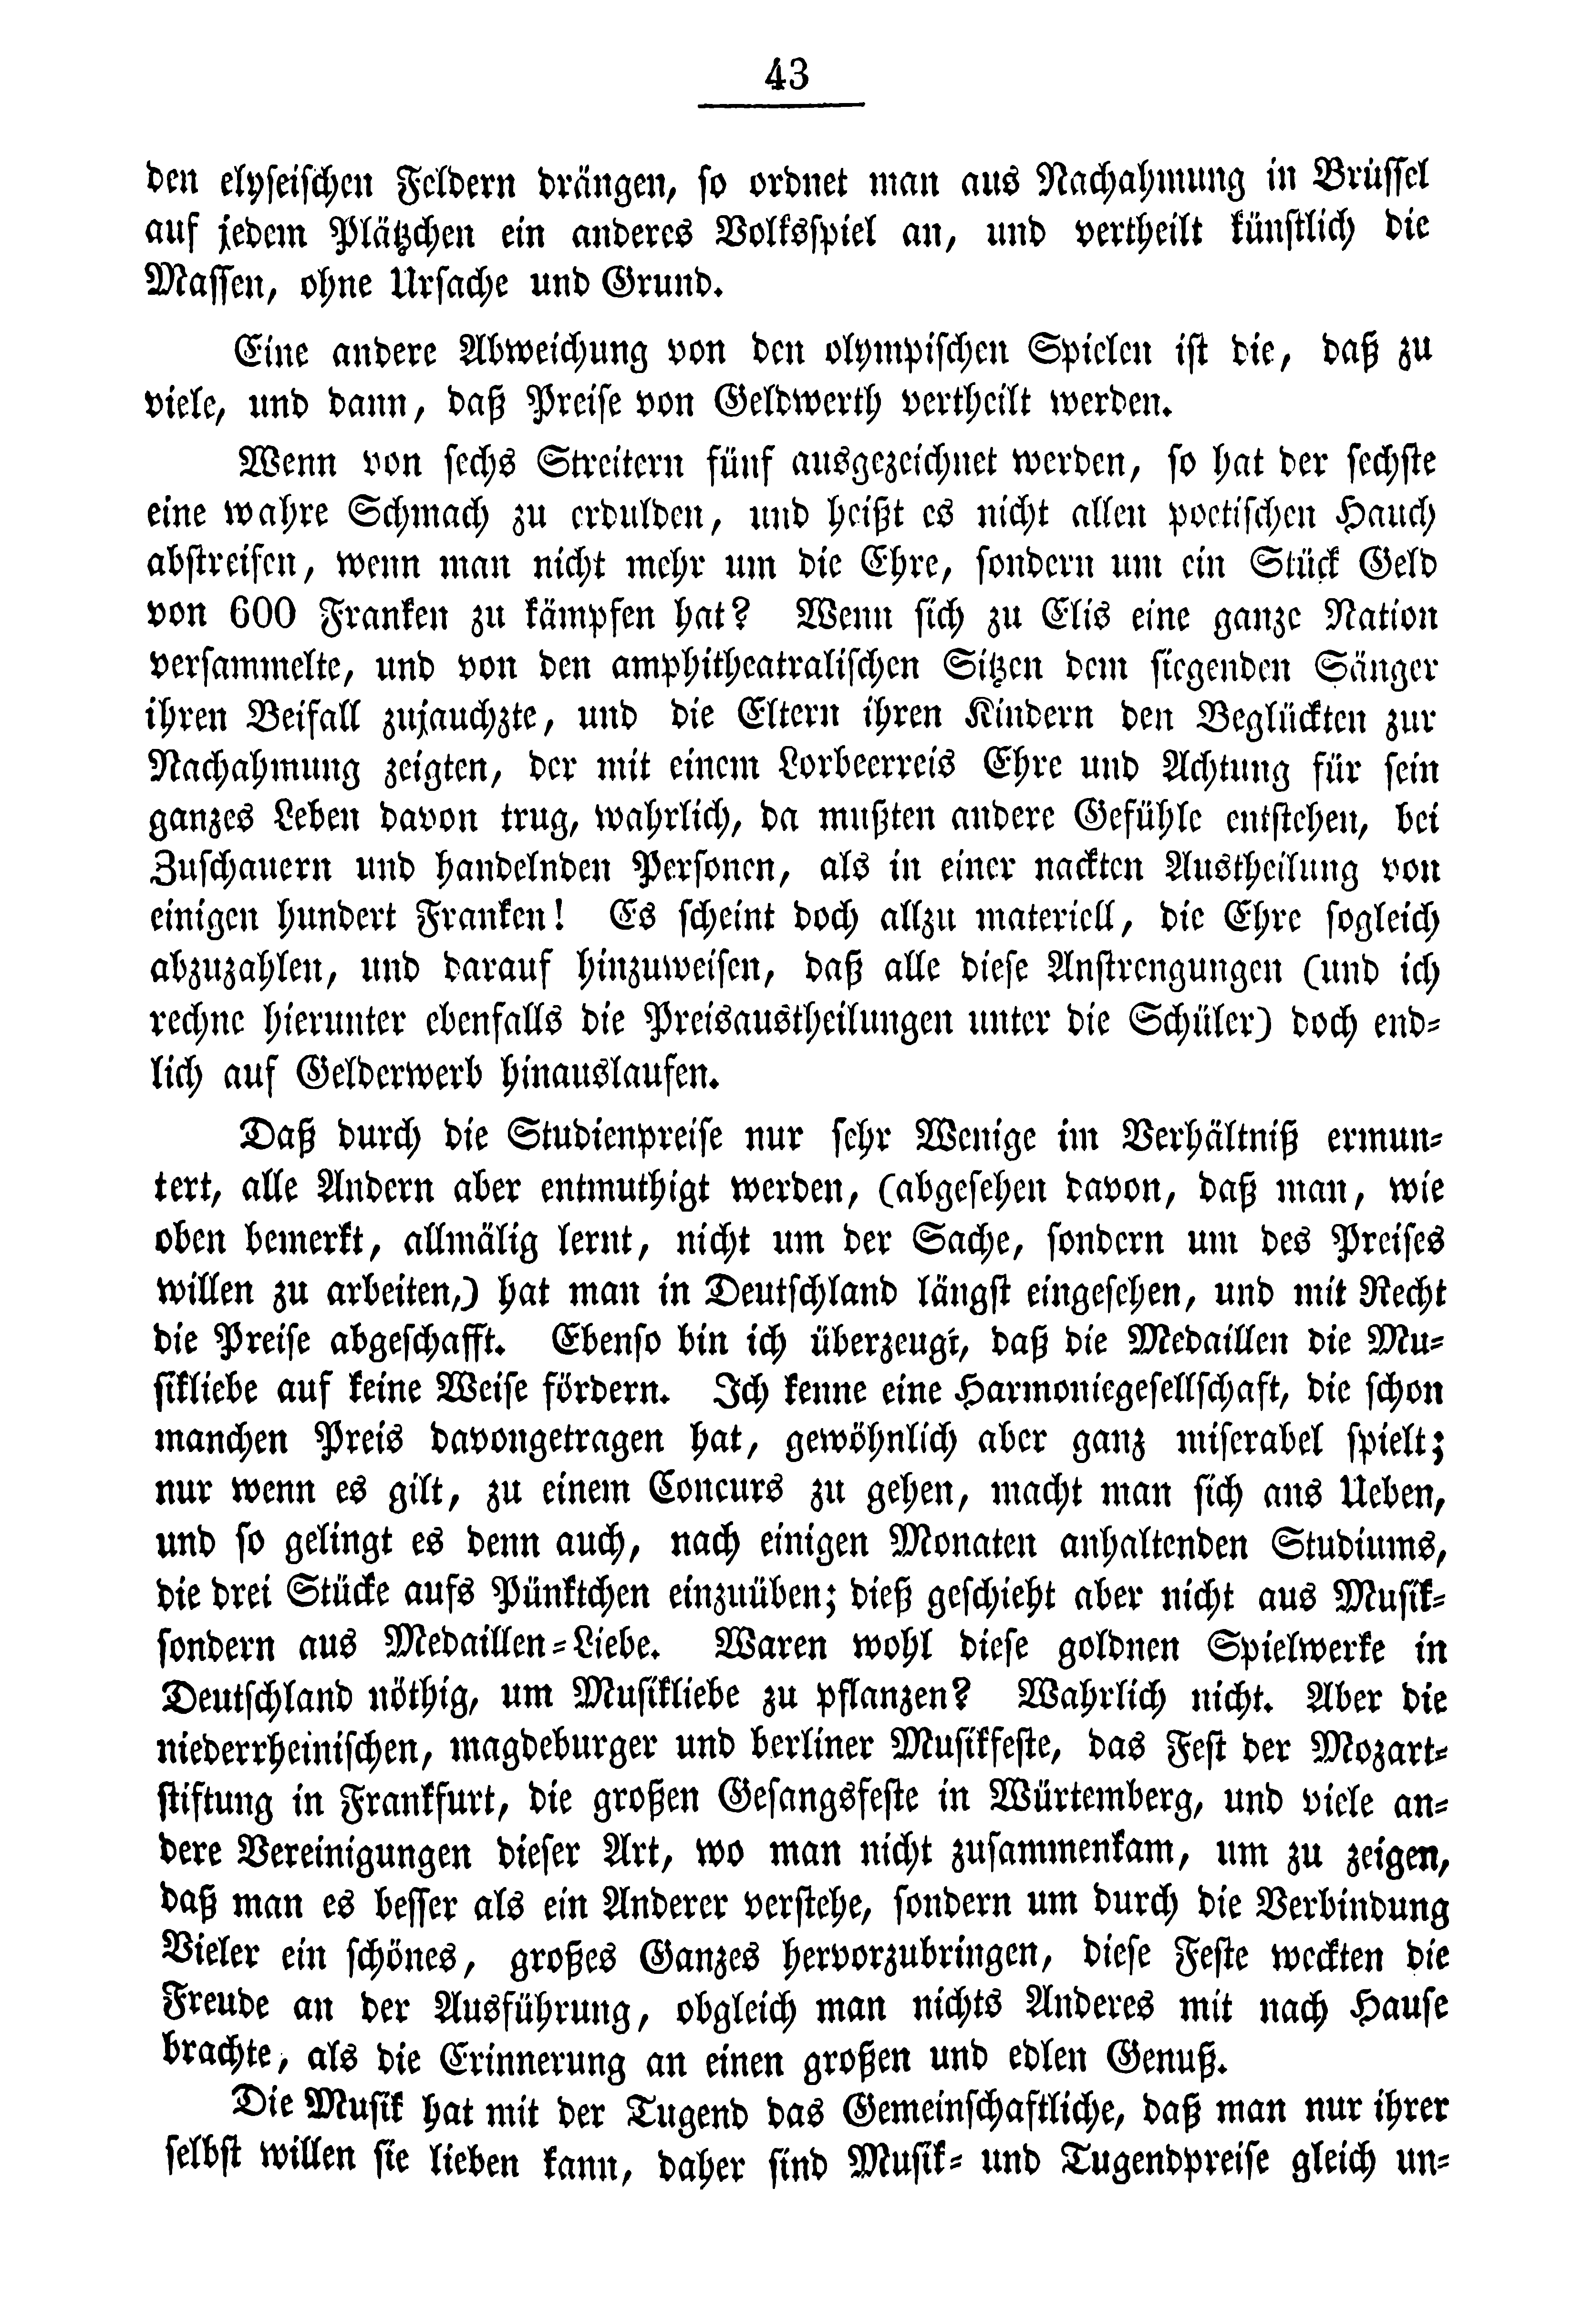 43
den elyseischen Feldern drängen, so ordnet man aus Nachahmung in Brüssel
auf jedem Plätzchen ein anderes Volksspiel an, und vertheilt künstlich die
Massen, ohne Ursache und Grund.
Eine andere Abweichung von den olympischen Spielen ist die, daß zu
viele, und dann, daß Preise von Geldwerth vertheilt werden.
Wenn von sechs Streitern fünf ausgezeichnet werden, so hat der sechste
eine wahre Schmach zu erdulden, und heißt es nicht allen poetischen Hauch
abstreifen, wenn man nicht mehr um die Ehre, sondern um ein Stück Geld
von 600 Franken zu kämpfen hat? Wenn sich zu Elis eine ganze Nation
versammelte, und von den amphitheatralischen Sitzen dem siegenden Sänger
ihren Beifall zujauchzte, und die Eltern ihren Kindern den Beglückten zur
Nachahmung zeigten, der mit einem Lorbeerreis Ehre und Achtung für sein
ganzes Leben davon trug, wahrlich, da mußten andere Gefühle entstehen, bei
Zuschauern und handelnden Personen, als in einer nackten Austheilung von
einigen hundert Franken! Es scheint doch allzu materiell, die Ehre sogleich
abzuzahlen, und darauf hinzuweisen, daß alle diese Anstrengungen (und ich
rechne hierunter ebenfalls die Preisaustheilungen unter die Schüler) doch end-
lich auf Gelderwerb hinauslaufen.
Daß durch die Studienpreise nur sehr Wenige im Verhältniß ermun-
tert, alle Andern aber entmuthigt werden, (abgesehen davon, daß man, wie
oben bemerkt, allmälig lernt, nicht um der Sache, sondern um des Preises
willen zu arbeiten,) hat man in Deutschland längst eingesehen, und mit Recht
die Preise abgeschafft. Ebenso bin ich überzeugt, daß die Medaillen die Mu-
sikliebe auf keine Weise fördern. Ich kenne eine Harmoniegesellschaft, die schon
manchen Preis davongetragen hat, gewöhnlich aber ganz miserabel spielt;
nur wenn es gilt, zu einem Concurs zu gehen, macht man sich ans Ueben,
und so gelingt es denn auch, nach einigen Monaten anhaltenden Studiums,
die drei Stücke aufs Pünktchen einzuüben; dieß geschieht aber nicht aus Musik-
sondern aus Medaillen-Liebe. Waren wohl diese goldnen Spielwerke in
Deutschland nöthig, um Musikliebe zu pflanzen? Wahrlich nicht. Aber die
niederrheinischen, magdeburger und berliner Musikfeste, das Fest der Mozart-
stiftung in Frankfurt, die großen Gesangsfeste in Würtemberg, und viele an-
dere Vereinigungen dieser Art, wo man nicht zusammenkam, um zu zeigen,
daß man es besser als ein Anderer verstehe, sondern um durch die Verbindung
Vieler ein schönes, großes Ganzes hervorzubringen, diese Feste weckten die
Freude an der Ausführung, obgleich man nichts Anderes mit nach Hause
brachte, als die Erinnerung an einen großen und edlen Genuß.
Die Musik hat mit der Tugend das Gemeinschaftliche, daß man nur ihrer
selbst willen sie lieben kann, daher sind Musik- und Tugendpreise gleich un-